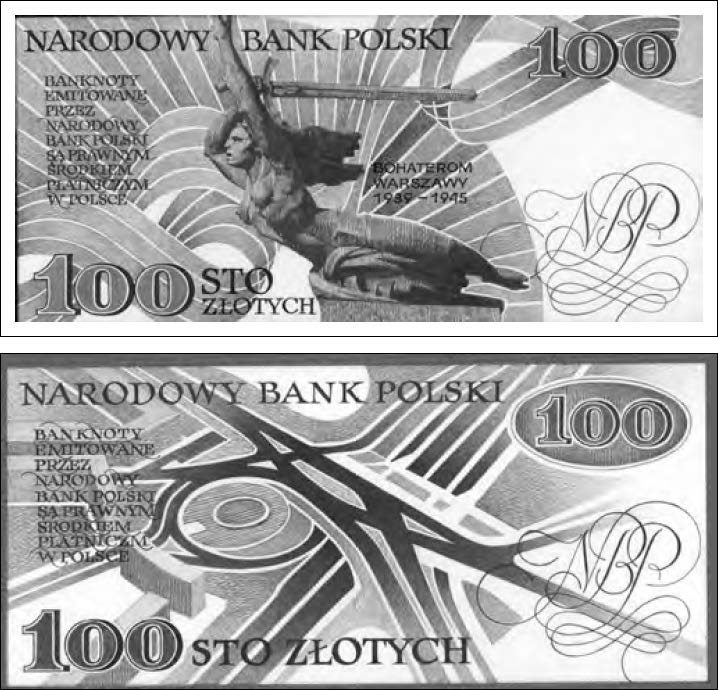 NARODOWY BANK POLSKI
100
BANKNOTY
EMITOWANE
PRZEZ
NARODOWY
BANK POLSKI
SĄ PRAWNYM
ŚRODKIEM
PŁATNICZYM
W POLSCE
BOHATEROM
WARSZAWY
1939–1945
NBP
100 STO
ZŁOTYCH
NARODOWY BANK POLSKI
100
BANKNOTY
EMITOWANE
PRZEZ
NARODOWY
BANK POLSKI
SĄ PRAWNYM
ŚRODKIEM
PŁATNICZM
W POLSCE
NBP
100 STO ZŁOTYCH